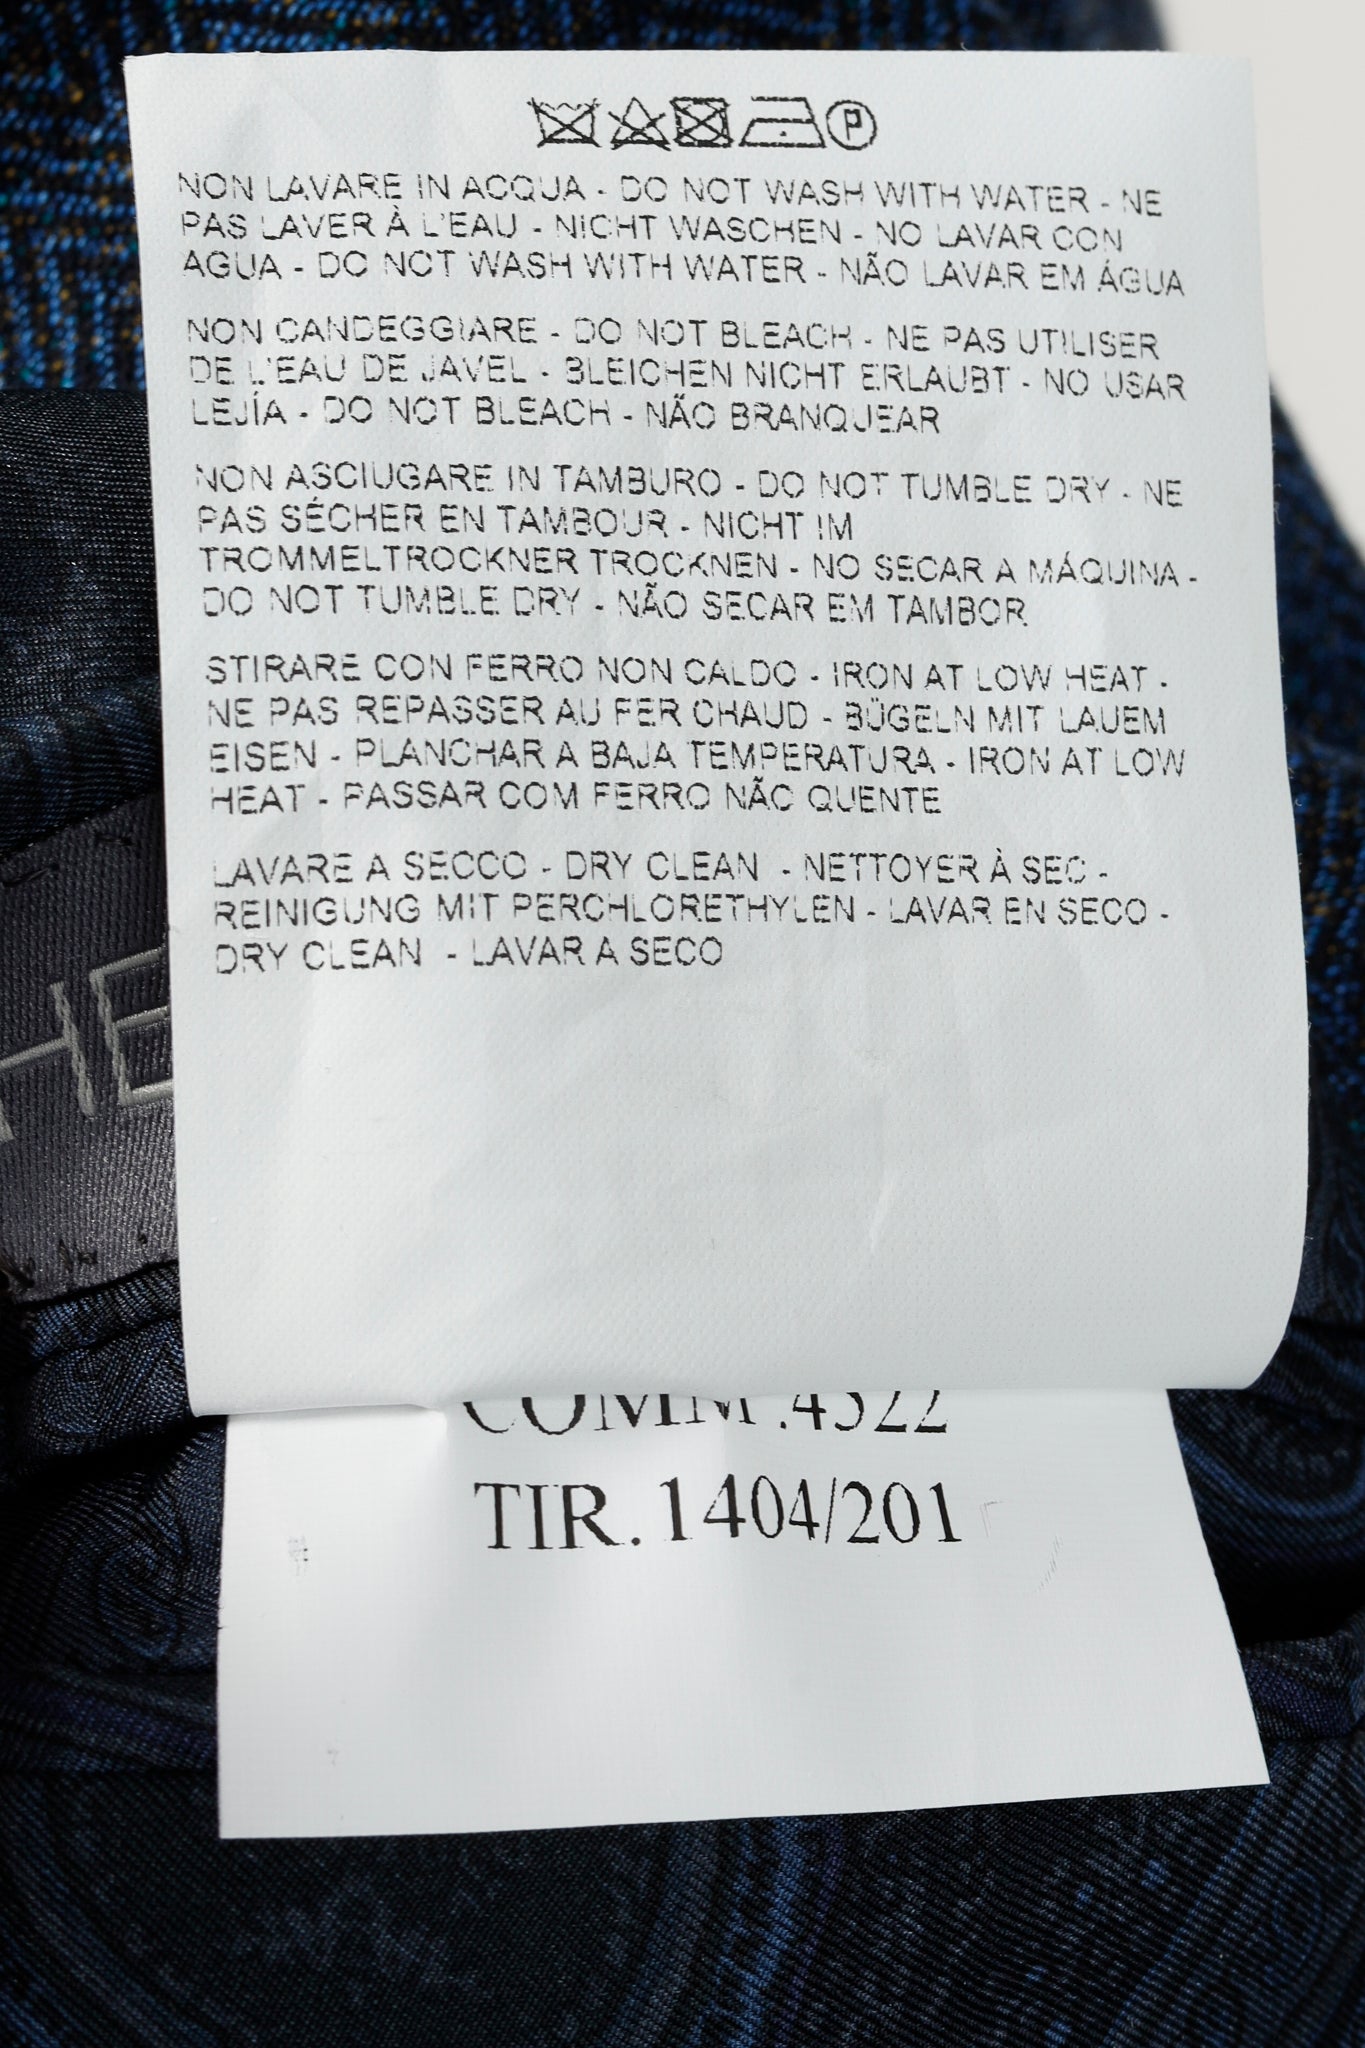 P
NON LAVARE IN ACQUA - DO NOT WASH WITH WATER - NE
PAS LAVER À L'EAU - NICHT WASCHEN - NO LAVAR CON
AGUA - DO NOT WASH WITH WATER - NÃO LAVAR EM ÁGUA
NON CANDEGGIARE - DO NOT BLEACH - NE PAS UTILISER
DE L'EAU DE JAVEL - BLEICHEN NICHT ERLAUBT - NO USAR
LEJÍA - DO NOT BLEACH - NÃO BRANQUEAR
NON ASCIUGARE IN TAMBURO - DO NOT TUMBLE DRY - NE
PAS SÉCHER EN TAMBOUR - NICHT IM
TROMMELTROCKNER TROCKNEN - NO SECAR A MÁQUINA -
DO NOT TUMBLE DRY - NÃO SECAR EM TAMBOR
STIRARE CON FERRO NON CALDO - IRON AT LOW HEAT -
NE PAS REPASSER AU FER CHAUD - BÜGELN MIT LAUEM
EISEN - PLANCHAR A BAJA TEMPERATURA - IRON AT LOW
HEAT - PASSAR COM FERRO NÃO QUENTE
LAVARE A SECCO - DRY CLEAN - NETTOYER À SEC -
REINIGUNG MIT PERCHLORETHYLEN - LAVAR EN SECO -
DRY CLEAN - LAVAR A SECO
HE
COMM.4322
TIR.1404/201